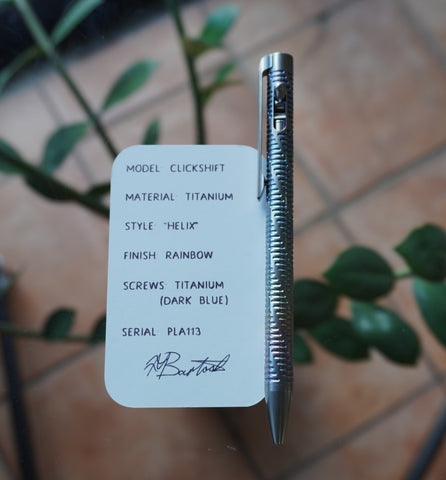 MODEL: CLICKSHIFT
MATERIAL: TITANIUM
STYLE: "HELIX"
FINISH: RAINBOW
SCREWS: TITANIUM
(DARK BLUE)
SERIAL: PLA113